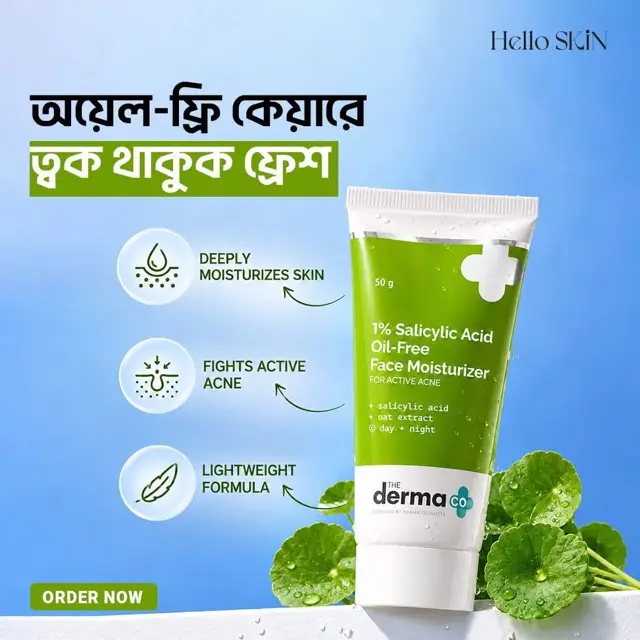 Hello SKiN
অয়েল-ফ্রি কেয়ারে
ত্বক থাকুক ফ্রেশ
DEEPLY
MOISTURIZES SKIN
FIGHTS ACTIVE
ACNE
LIGHTWEIGHT
FORMULA
50 g
1% Salicylic Acid
Oil-Free
Face Moisturizer
FOR ACTIVE ACNE
+ salicylic acid
+ oat extract
day + night
THE
derma co
ORDER NOW